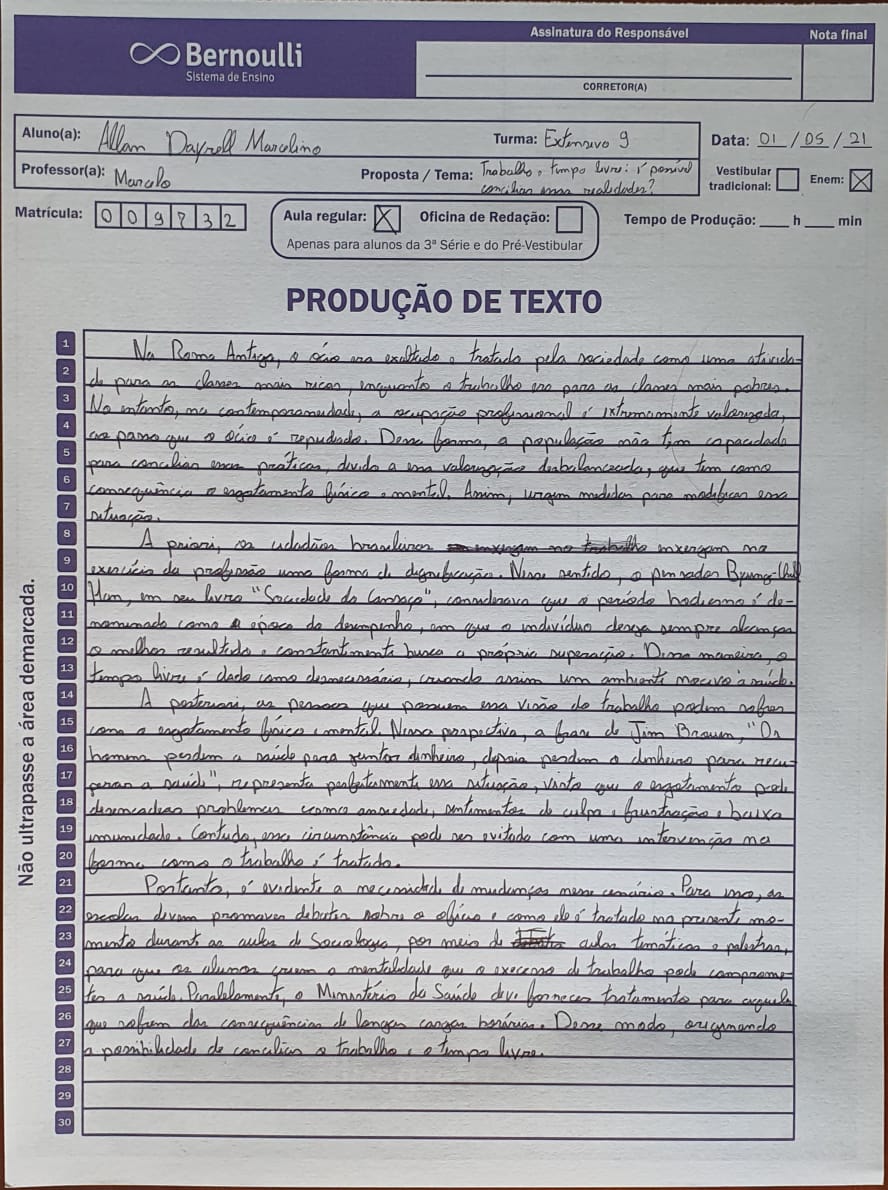 Bernoulli
Sistema de Ensino
Assinatura do Responsável
Nota final
CORRETOR(A)
Aluno(a): Allan Dayrell Marcolino
Turma: Extensivo 9
Data: 01 / 05 / 21
Professor(a): Marcelo
Proposta / Tema: Trabalho e tempo livre: é possível
conciliar essas realidades?
Vestibular
tradicional:
Enem: X
Matrícula: 009732
Aula regular: X
Oficina de Redação:
Apenas para alunos da 3ª Série e do Pré-Vestibular
Tempo de Produção: ____ h ____ min
PRODUÇÃO DE TEXTO
Não ultrapasse a área demarcada.
1 Na Roma Antiga, o ócio era exaltado e tratado pela sociedade como uma ativida-
2 de para as classes mais ricas, enquanto o trabalho era para as classes mais pobres.
3 No entanto, na contemporaneidade, a ocupação profissional é extremamente valorizada,
4 ao passo que o ócio é repudiado. Dessa forma, a população não tem capacidade
5 para conciliar essas práticas, divido a essa valorização desbalanceada, que tem como
6 consequência o esgotamento físico e mental. Assim, urgem medidas para modificar essa
7 situação.
8 A priori, os cidadãos brasileiros enxergam no trabalho enxergam na
9 exercício da profissão uma forma de dignificação. Nesse sentido, o pensador Byung-Chull
10 Han, em seu livro "Sociedade do Cansaço", considerava que o período hodierno é de-
11 nominado como a época do desempenho, em que o indivíduo deseja sempre alcançar
12 o melhor resultado e constantimente busca a própria superação. Dessa maneira, o
13 tempo livre é dado como desnecessário, criando assim um ambiente nocivo à saúde.
14 A posteriori, as pessoas que possuem essa visão do trabalho podem sofrer
15 com o esgotamento físico e mental. Nessa perspectiva, a frase de Jim Brown, "Os
16 homens perdem a saúde para juntar dinheiro, depois perdem o dinheiro para recu-
17 perar a saúde", representa perfeitamente essa situação, visto que o esgotamento pode
18 desencadear problemas como ansiedade, sentimentos de culpa e frustração e baixa
19 imunidade. Contudo, essa circunstância pode ser evitada com uma intervenção na
20 forma como o trabalho é tratado.
21 Portanto, é evidente a necessidade de mudanças nesse cenário. Para isso, as
22 escolas devem promover debates sobre o ofício e como ele é tratado no presente mo-
23 mento durante as aulas de Sociologia, por meio de aulas temáticas e palestras,
24 para que os alunos criem a mentalidade que o excesso de trabalho pode comprome-
25 ter a saúde. Paralelamente, o Ministério da Saúde deve fornecer tratamento para aqueles
26 que sofrem das consequências de longas cargas horárias. Desse modo, originando
27 a possibilidade de conciliar o trabalho e o tempo livre.
28
29
30